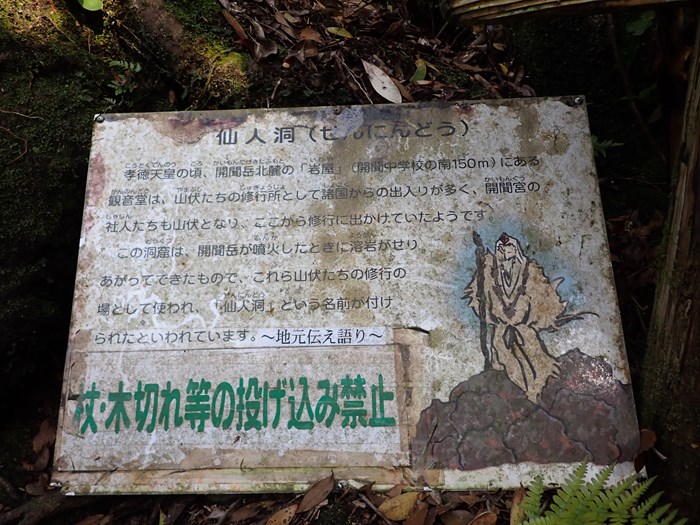 仙人洞(せんにんどう)
孝徳天皇の頃、開聞岳北麓の「岩屋」(開聞中学校の南150m)にある
観音堂は、山伏たちの修行所として諸国からの出入りが多く、開聞宮の
社人たちも山伏となり、ここから修行に出かけていたようです。
この洞窟は、開聞岳が噴火したときに溶岩がせり
あがってできたもので、これら山伏たちの修行の
場として使われ、「仙人洞」という名前が付け
られたといわれています。~地元伝え語り~
杖・木切れ等の投げ込み禁止